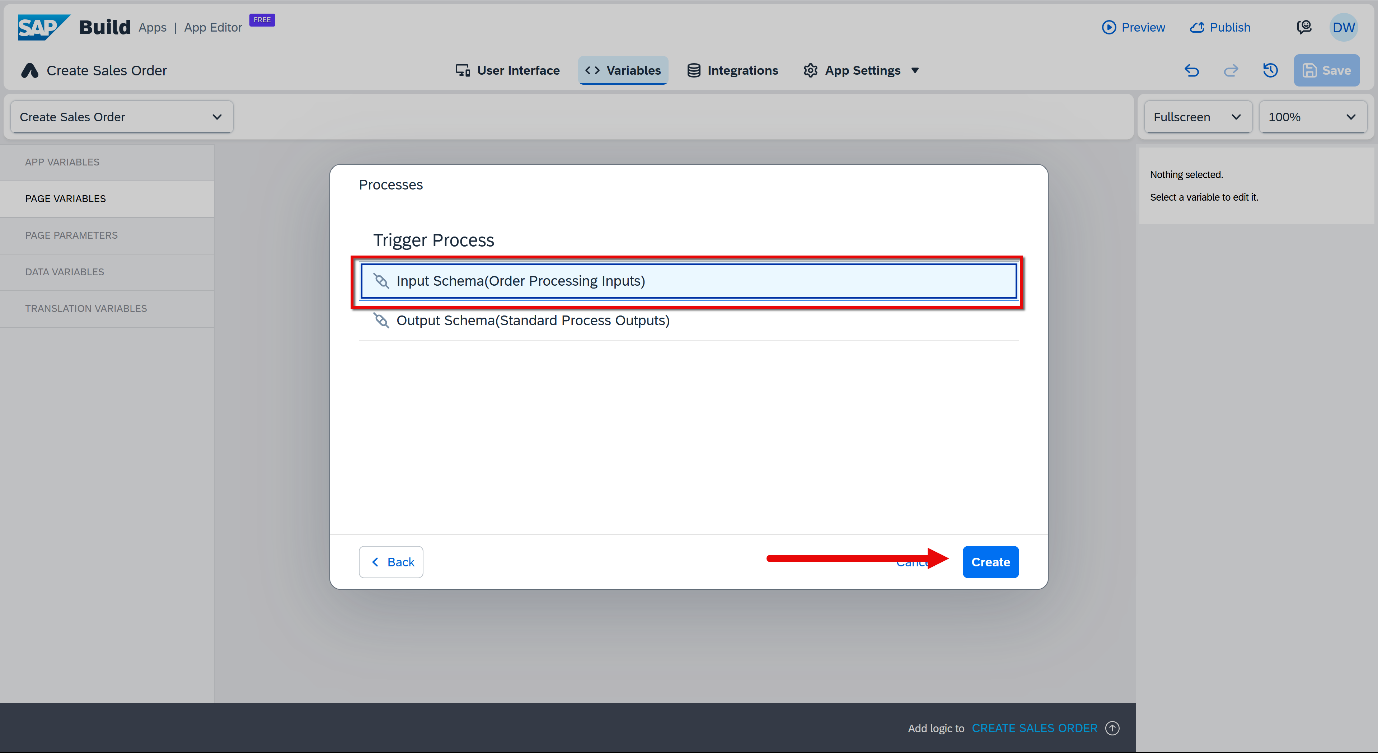 SAP Build Apps | App Editor FREE
Preview Publish DW
Create Sales Order
User Interface Variables Integrations App Settings
Save
Create Sales Order
Fullscreen 100%
APP VARIABLES
PAGE VARIABLES
PAGE PARAMETERS
DATA VARIABLES
TRANSLATION VARIABLES
Processes
Trigger Process
Input Schema(Order Processing Inputs)
Output Schema(Standard Process Outputs)
Back
Create
Nothing selected.
Select a variable to edit it.
Add logic to CREATE SALES ORDER